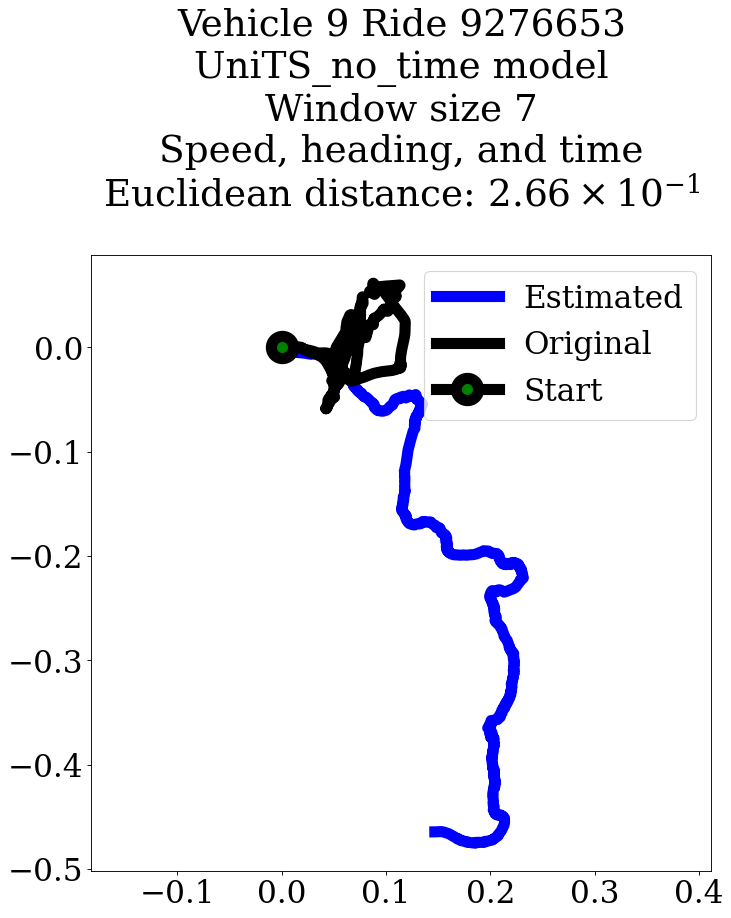 Vehicle 9 Ride 9276653
UniTS_no_time model
Window size 7
Speed, heading, and time
Euclidean distance: 2.66 × 10⁻¹
Estimated
Original
Start
0.0
−0.1
−0.2
−0.3
−0.4
−0.5
−0.1 0.0 0.1 0.2 0.3 0.4